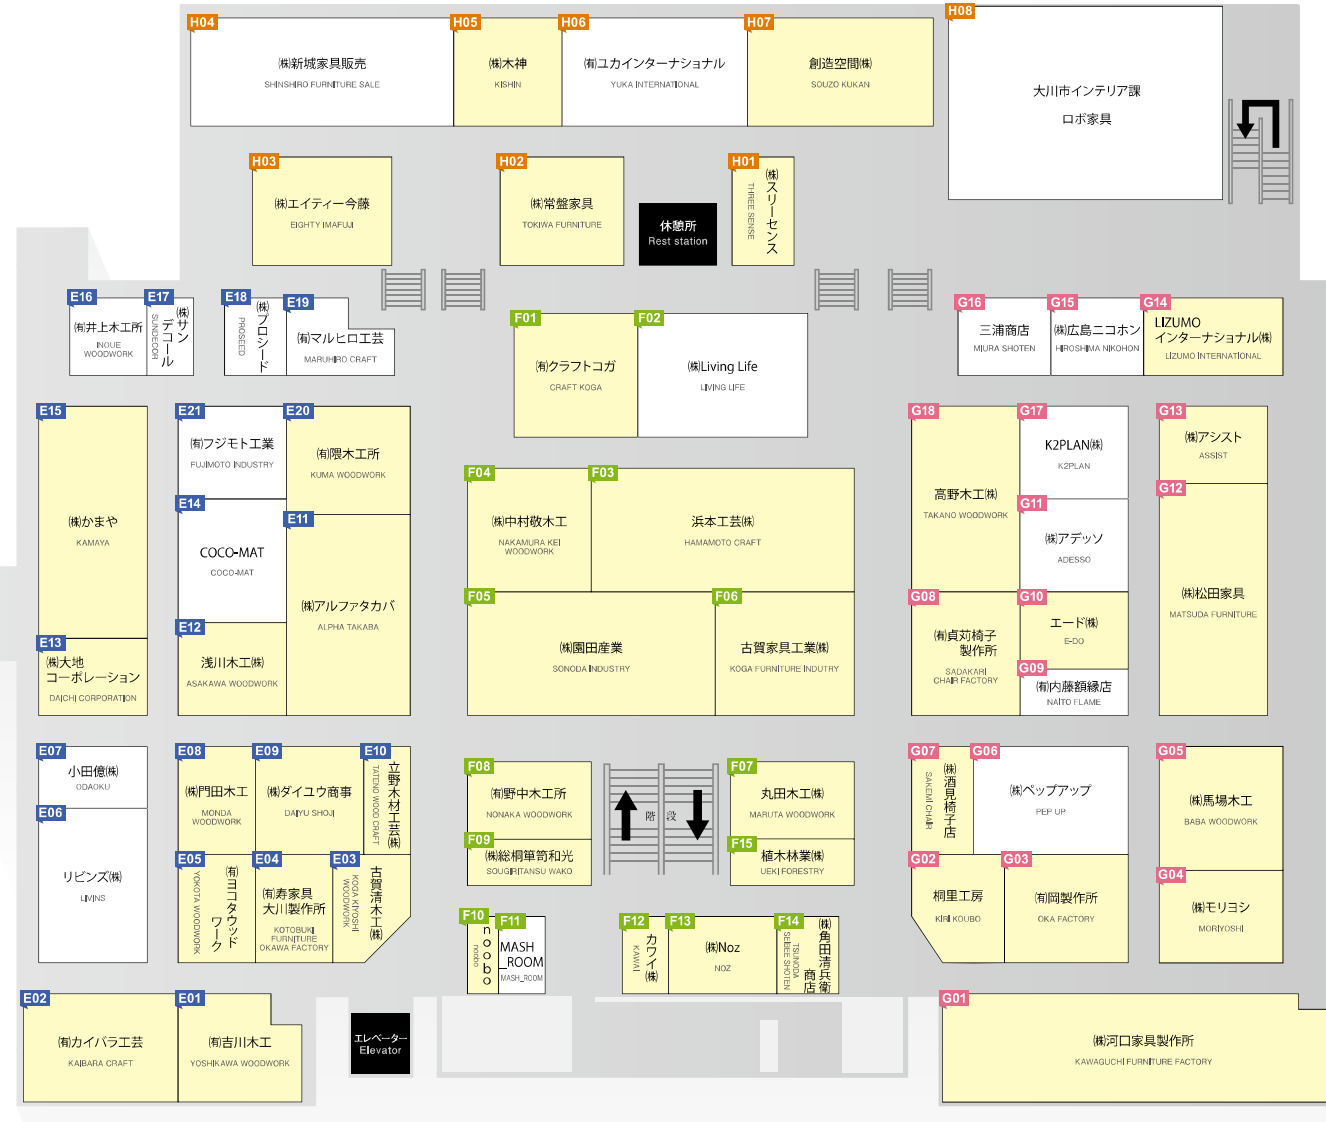 H04
㈱新城家具販売
SHINSHIRO FURNITURE SALE
H05
㈱木神
KISHIN
H06
㈲ユカインターナショナル
YUKA INTERNATIONAL
H07
創造空間㈱
SOUZO KUKAN
H08
大川市インテリア課
ロボ家具
H03
㈱エイティー今藤
EIGHTY IMAFUJI
H02
㈱常盤家具
TOKIWA FURNITURE
休憩所
Rest station
H01
㈱スリーセンス
THREE SENSE
E16
㈲井上木工所
INOUE
WOODWORK
E17
㈱サン
デコール
SUNDECOR
E18
㈱プロシード
PROSEED
E19
㈲マルヒロ工芸
MARUHIRO CRAFT
F01
㈲クラフトコガ
CRAFT KOGA
F02
㈱Living Life
LIVING LIFE
G16
三浦商店
MIURA SHOTEN
G15
㈱広島ニコホン
HIROSHIMA NIKOHON
G14
LIZUMO
インターナショナル㈱
LIZUMO INTERNATIONAL
E15
㈱かまや
KAMAYA
E21
㈲フジモト工業
FUJIMOTO INDUSTRY
E20
㈲隈木工所
KUMA WOODWORK
E14
COCO-MAT
COCO-MAT
E11
㈱アルファタカバ
ALPHA TAKABA
E13
㈱大地
コーポレーション
DAICHI CORPORATION
E12
浅川木工㈱
ASAKAWA WOODWORK
F04
㈱中村敬木工
NAKAMURA KEI
WOODWORK
F03
浜本工芸㈱
HAMAMOTO CRAFT
F05
㈱園田産業
SONODA INDUSTRY
F06
古賀家具工業㈱
KOGA FURNITURE INDUTRY
G18
高野木工㈱
TAKANO WOODWORK
G17
K2PLAN㈱
K2PLAN
G11
㈱アデッソ
ADESSO
G13
㈱アシスト
ASSIST
G12
㈱松田家具
MATSUDA FURNITURE
G08
㈲貞苅椅子
製作所
SADAKARI
CHAIR FACTORY
G10
エード㈱
E-DO
G09
㈲内藤額縁店
NAITO FLAME
E07
小田億㈱
ODAOKU
E06
リビンズ㈱
LIVINS
E08
㈱門田木工
MONDA
WOODWORK
E09
㈱ダイユウ商事
DAIYU SHOJI
E10
立野木材工芸㈱
TATENO WOOD CRAFT
E05
㈲ヨコタウッド
ワーク
YOKOTA WOODWORK
E04
㈲寿家具
大川製作所
KOTOBUKI
FURNITURE
OKAWA FACTORY
E03
古賀清木工㈱
KOGA KIYOSHI
WOODWORK
F08
㈲野中木工所
NONAKA WOODWORK
F09
㈱総桐箪笥和光
SOUGIRITANSU WAKO
階 段
F07
丸田木工㈱
MARUTA WOODWORK
F15
植木林業㈱
UEKI FORESTRY
G07
㈱酒見椅子店
SAKEMI CHAIR
G06
㈱ペップアップ
PEP UP
G05
㈱馬場木工
BABA WOODWORK
G02
桐里工房
KIRI KOUBO
G03
㈲岡製作所
OKA FACTORY
G04
㈱モリヨシ
MORIYOSHI
F10
noobo
noobo
F11
MASH
_ROOM
MASH_ROOM
F12
カワイ㈱
KAWAI
F13
㈱Noz
NOZ
F14
㈱角田清兵衛
商店
TSUNODA
SEIBEE SHOTEN
E02
㈲カイバラ工芸
KAIBARA CRAFT
E01
㈲吉川木工
YOSHIKAWA WOODWORK
エレベーター
Elevator
G01
㈱河口家具製作所
KAWAGUCHI FURNITURE FACTORY